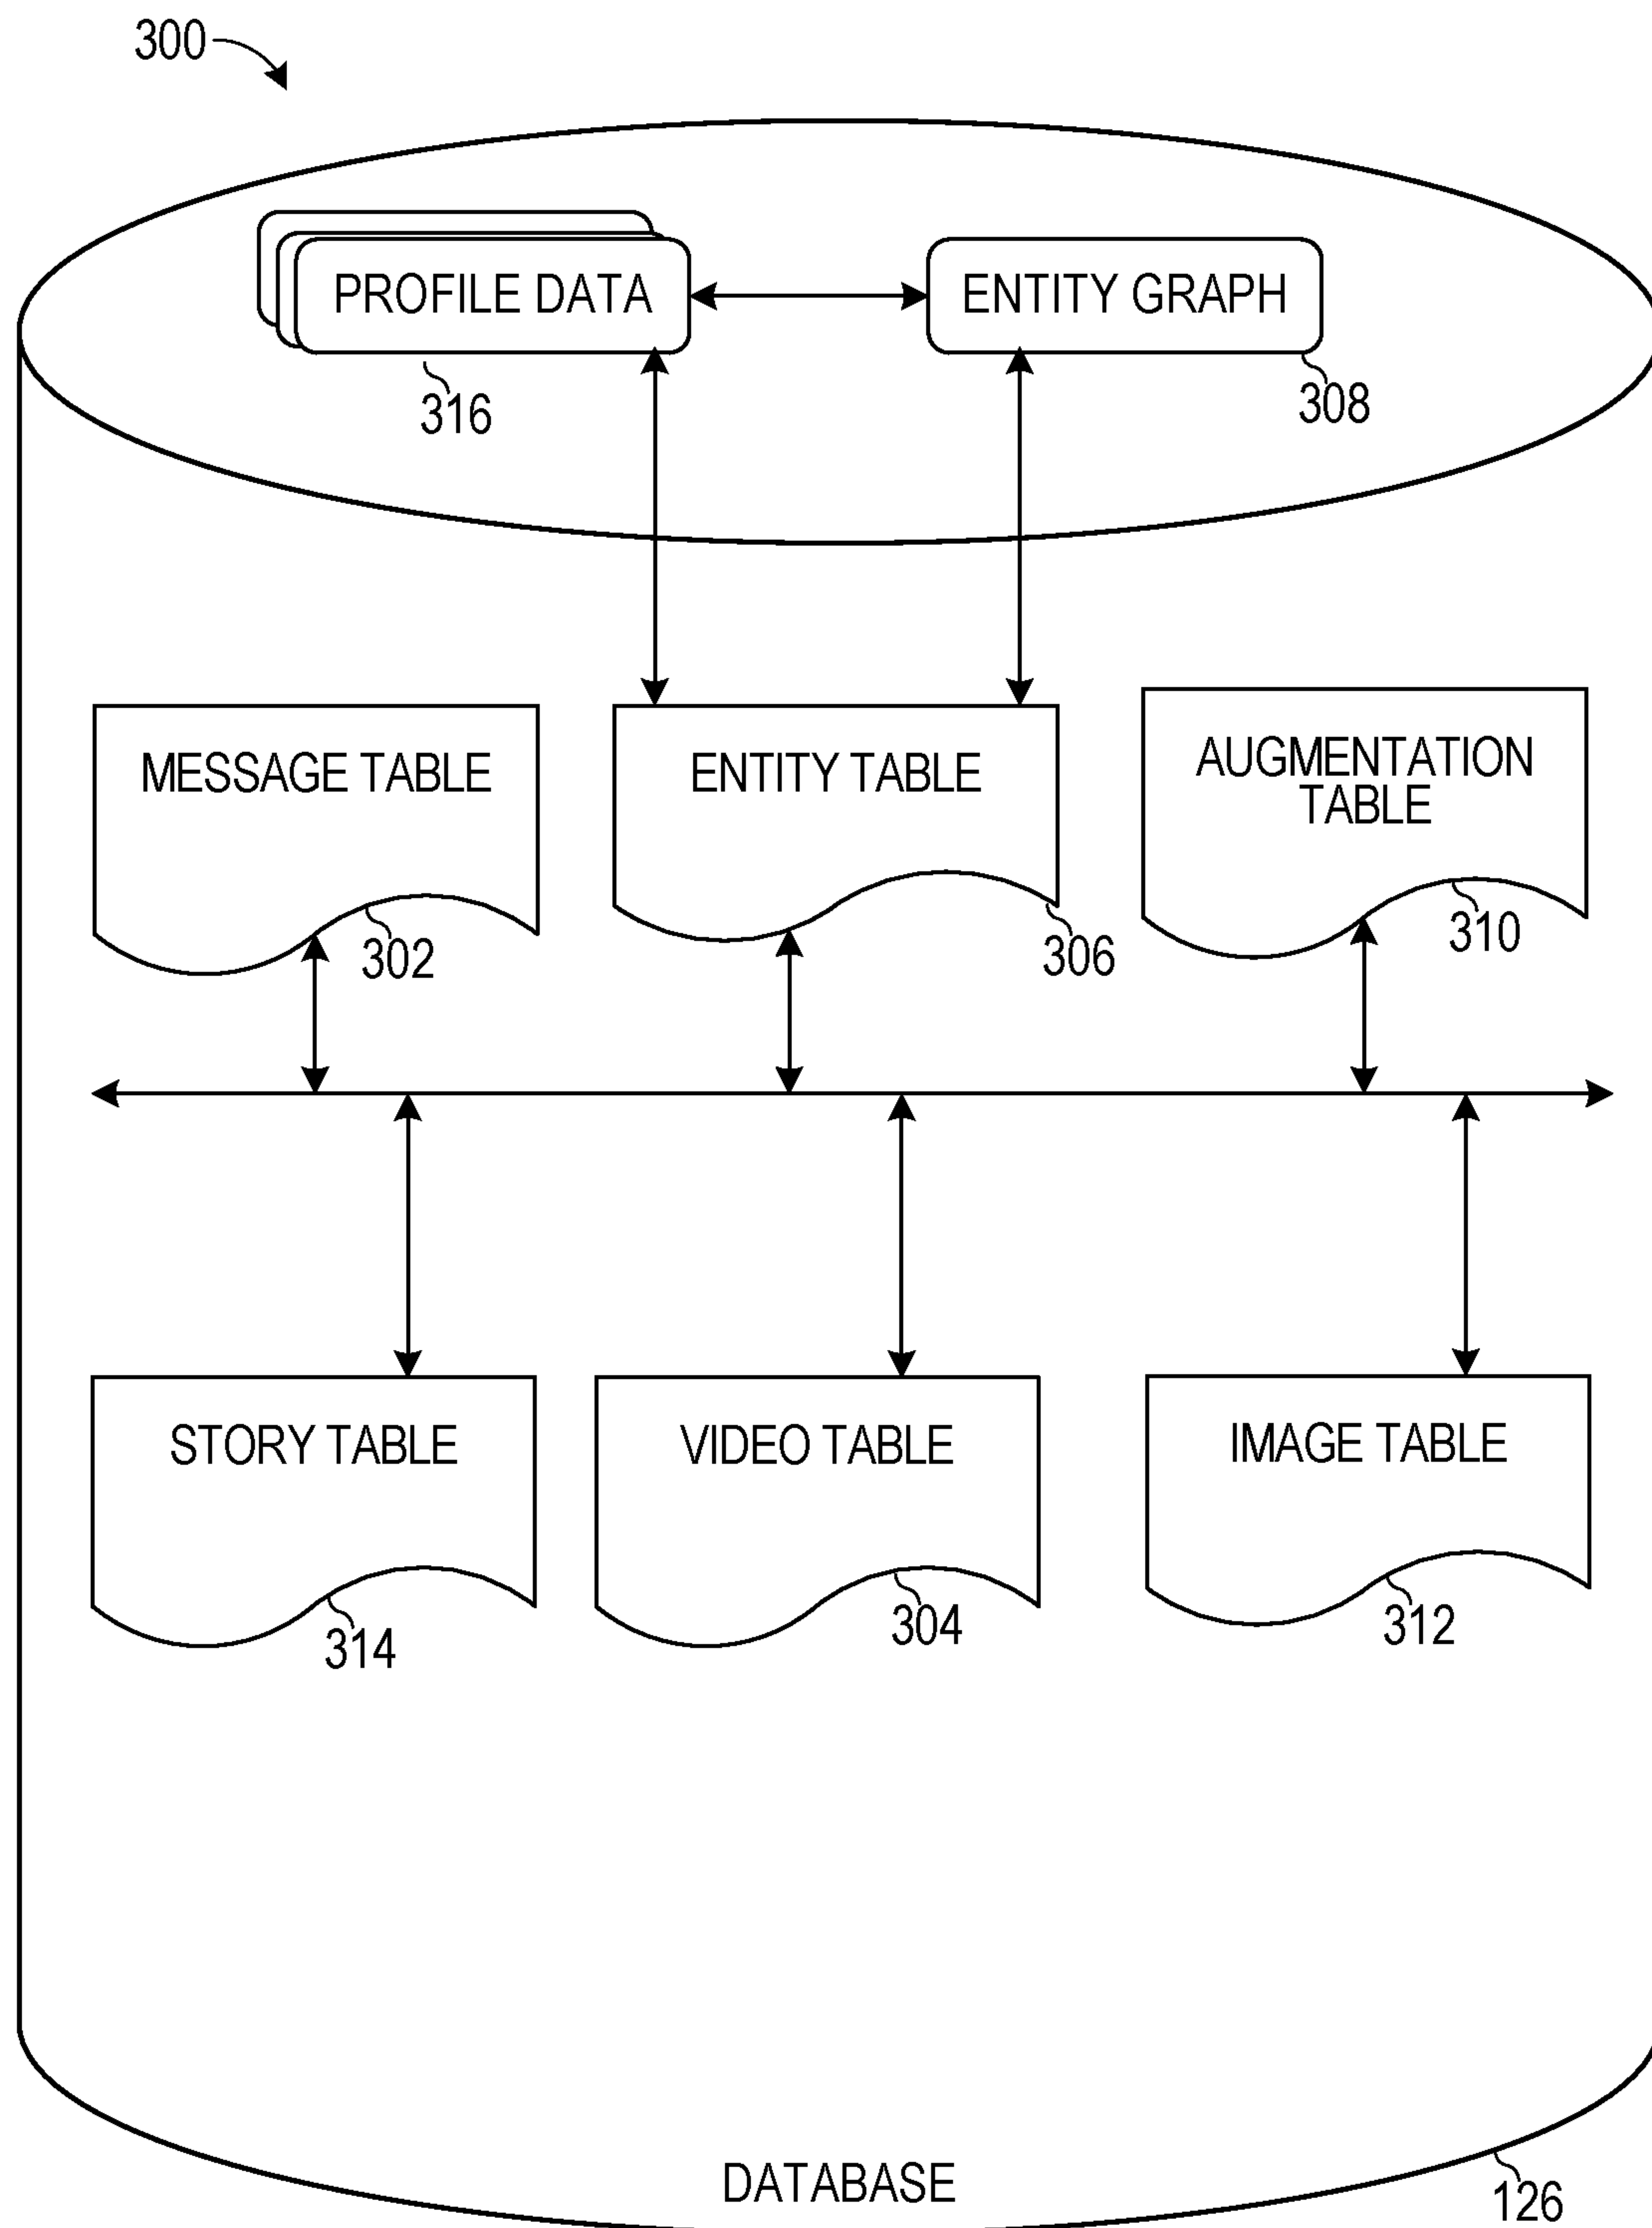 300
PROFILE DATA
ENTITY GRAPH
316
308
MESSAGE TABLE
ENTITY TABLE
AUGMENTATION
TABLE
302
306
310
STORY TABLE
VIDEO TABLE
IMAGE TABLE
314
304
312
DATABASE
126